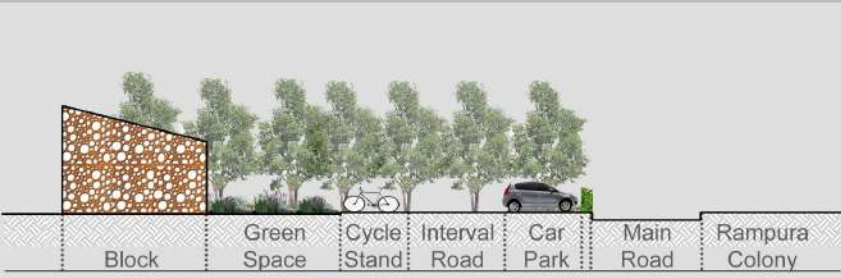 Block
Green
Space
Cycle
Stand
Interval
Road
Car
Park
Main
Road
Rampura
Colony